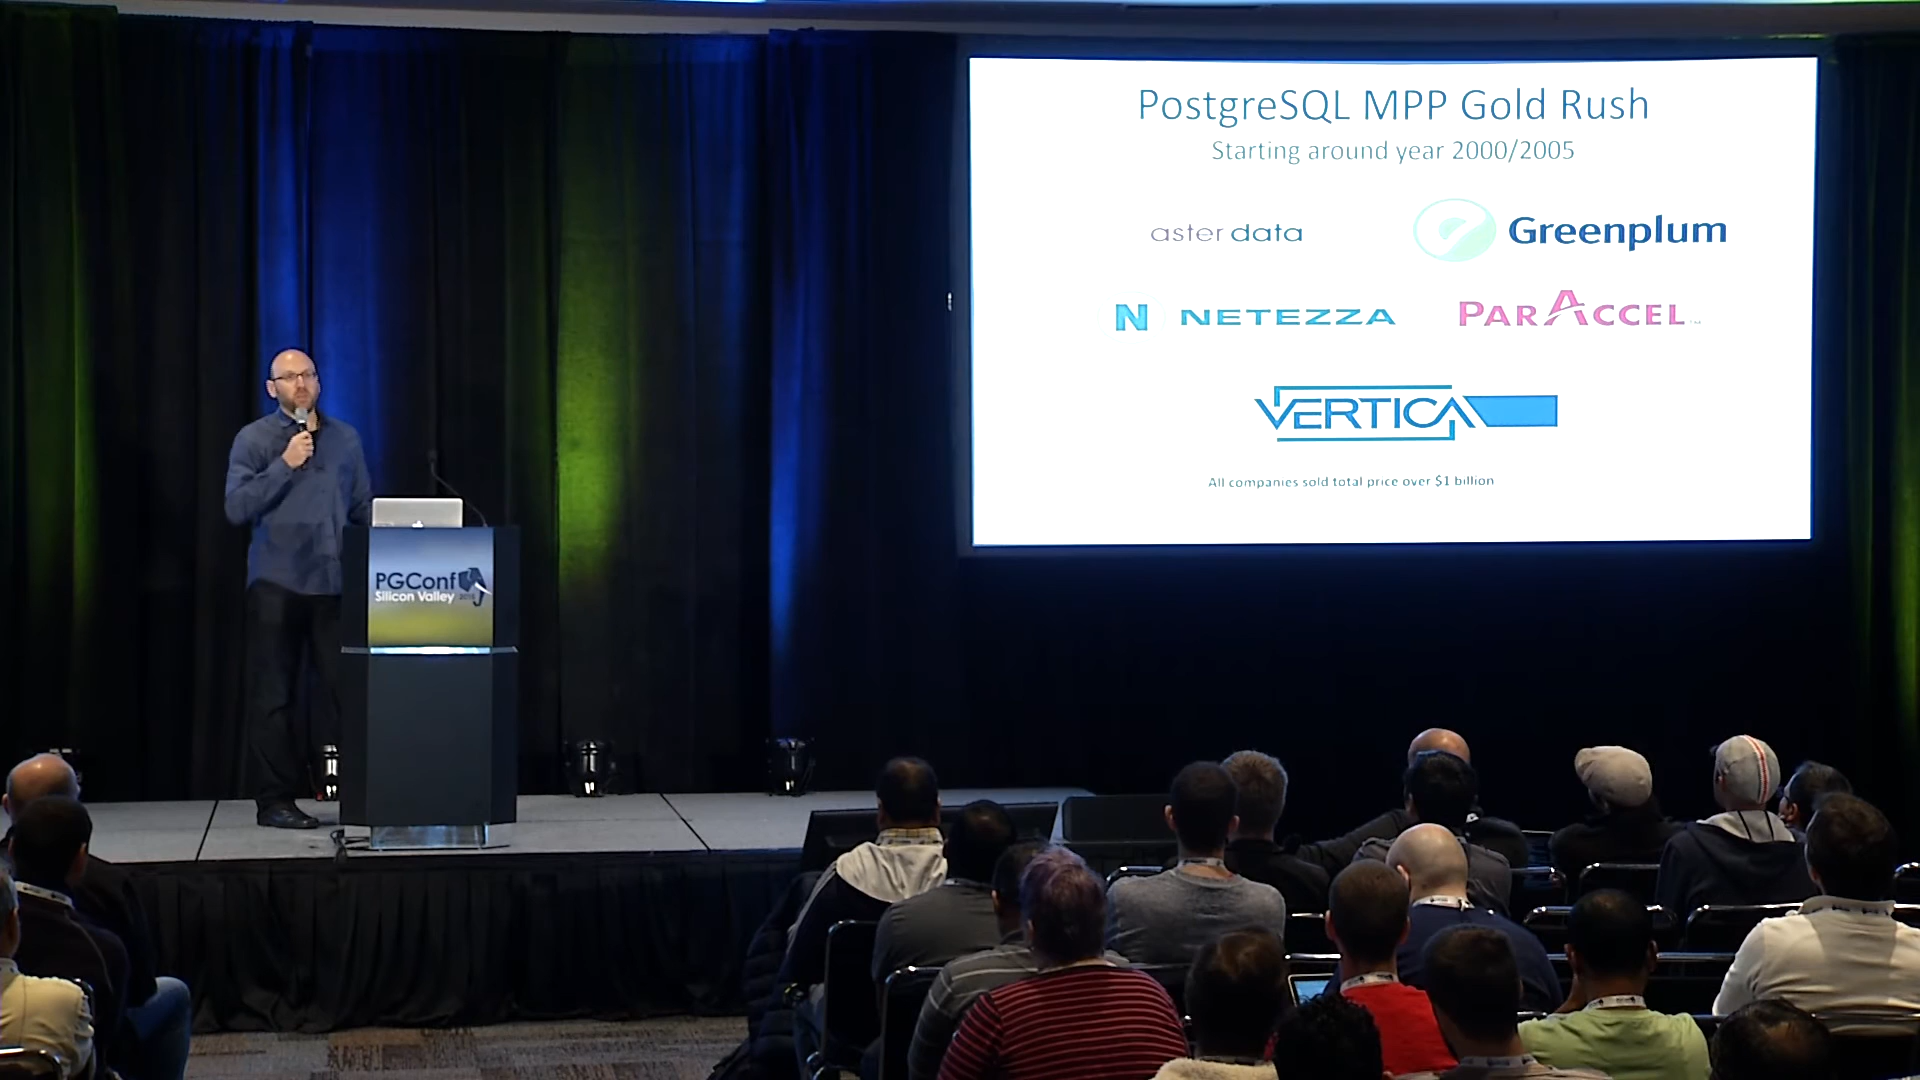 PostgreSQL MPP Gold Rush
Starting around year 2000/2005
aster data
Greenplum
N NETEZZA
PARACCEL
VERTICA
All companies sold total price over $1 billion
PGConf
Silicon Valley 2015